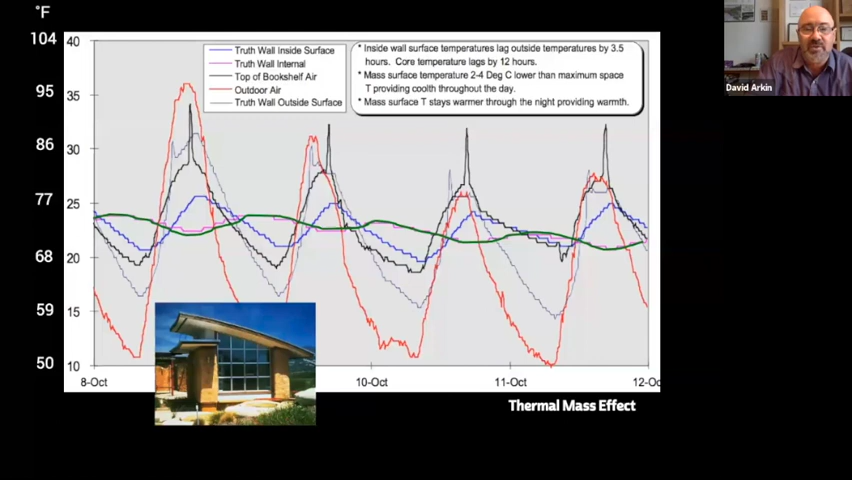 °F
David Arkin
104
95
86
77
68
59
50
40
35
30
25
20
15
10
Truth Wall Inside Surface
Truth Wall Internal
Top of Bookshelf Air
Outdoor Air
Truth Wall Outside Surface
* Inside wall surface temperatures lag outside temperatures by 3.5
hours. Core temperature lags by 12 hours.
* Mass surface temperature 2-4 Deg C lower than maximum space
T providing coolth throughout the day.
* Mass surface T stays warmer through the night providing warmth.
8-Oct
10-Oct
11-Oct
12-Oc
Thermal Mass Effect